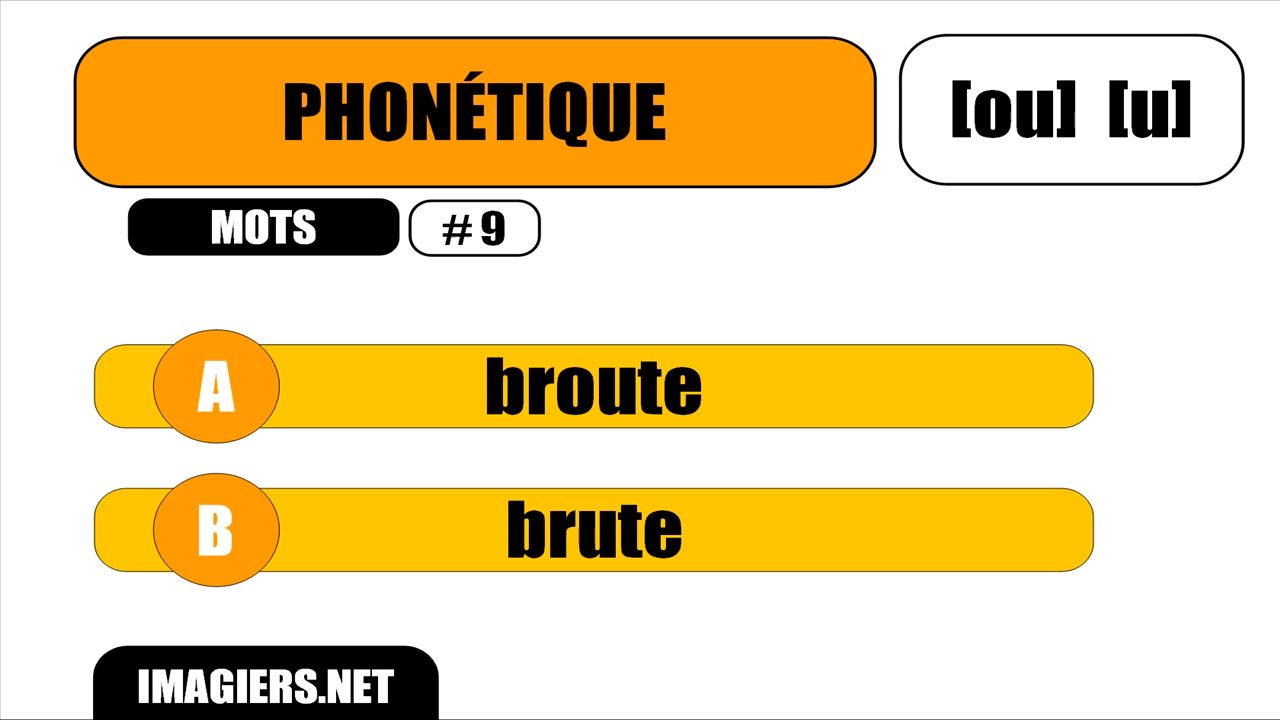 PHONÉTIQUE
[ou] [u]
MOTS
# 9
A
broute
B
brute
IMAGIERS.NET